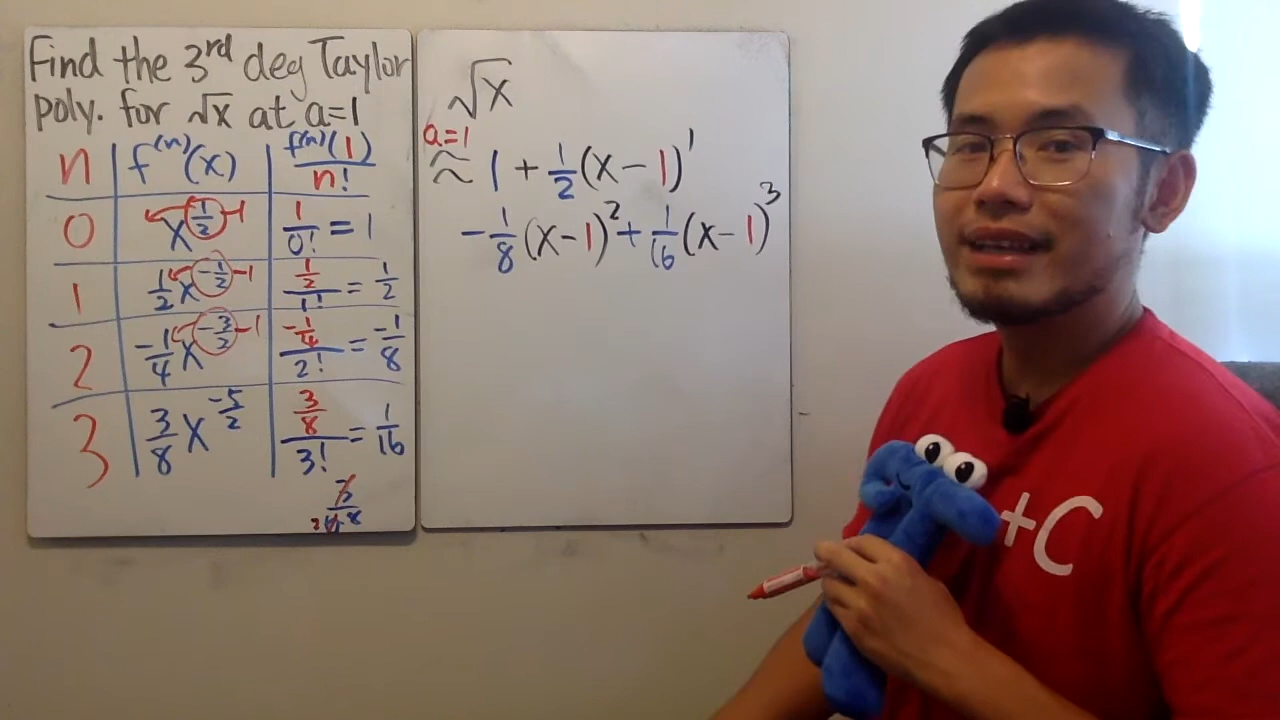 Find the 3rd deg Taylor
poly. for √x at a=1
n f⁽ⁿ⁾(x) f⁽ⁿ⁾(1)/n!
0 x^(1/2) -1 1/0! = 1
1 1/2 x^(-1/2) -1 (1/2)/1! = 1/2
2 -1/4 x^(-3/2) -1 (-1/4)/2! = -1/8
3 3/8 x^(-5/2) (3/8)/3! = 1/16
√x
a=1
≈ 1 + 1/2(x-1)¹
- 1/8(x-1)² + 1/16(x-1)³
+C